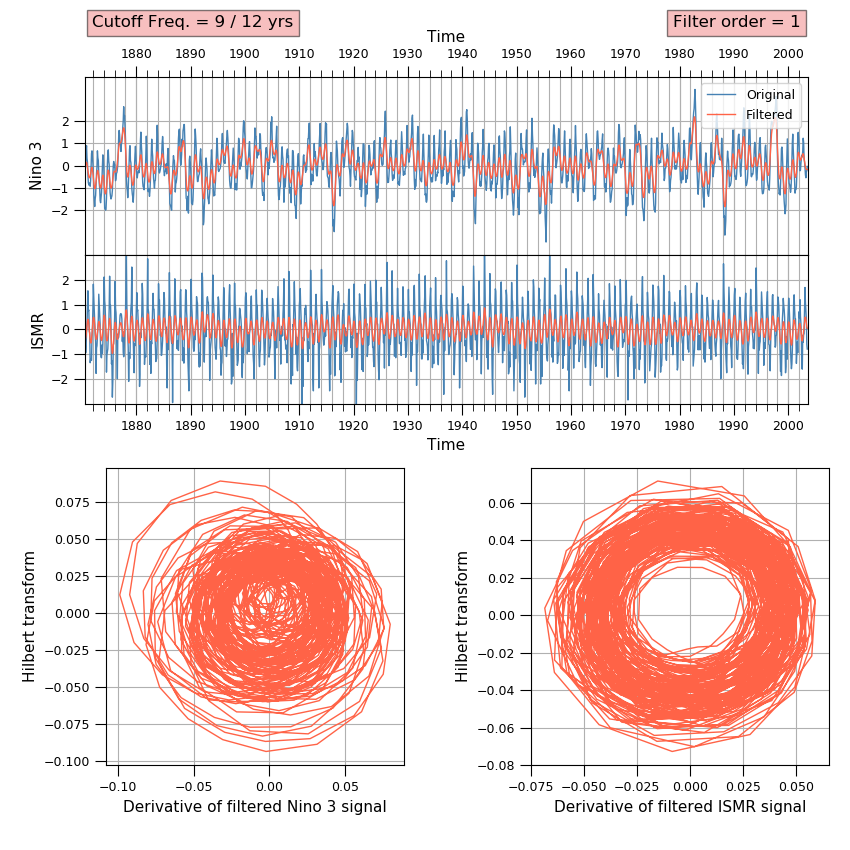 Cutoff Freq. = 9 / 12 yrs
Filter order = 1
Time
1880 1890 1900 1910 1920 1930 1940 1950 1960 1970 1980 1990 2000
Original
Filtered
Nino 3
2
1
0
−1
−2
ISMR
2
1
0
−1
−2
1880 1890 1900 1910 1920 1930 1940 1950 1960 1970 1980 1990 2000
Time
Hilbert transform
0.075
0.050
0.025
0.000
−0.025
−0.050
−0.075
−0.100
−0.10 −0.05 0.00 0.05
Derivative of filtered Nino 3 signal
Hilbert transform
0.06
0.04
0.02
0.00
−0.02
−0.04
−0.06
−0.08
−0.075 −0.050 −0.025 0.000 0.025 0.050
Derivative of filtered ISMR signal